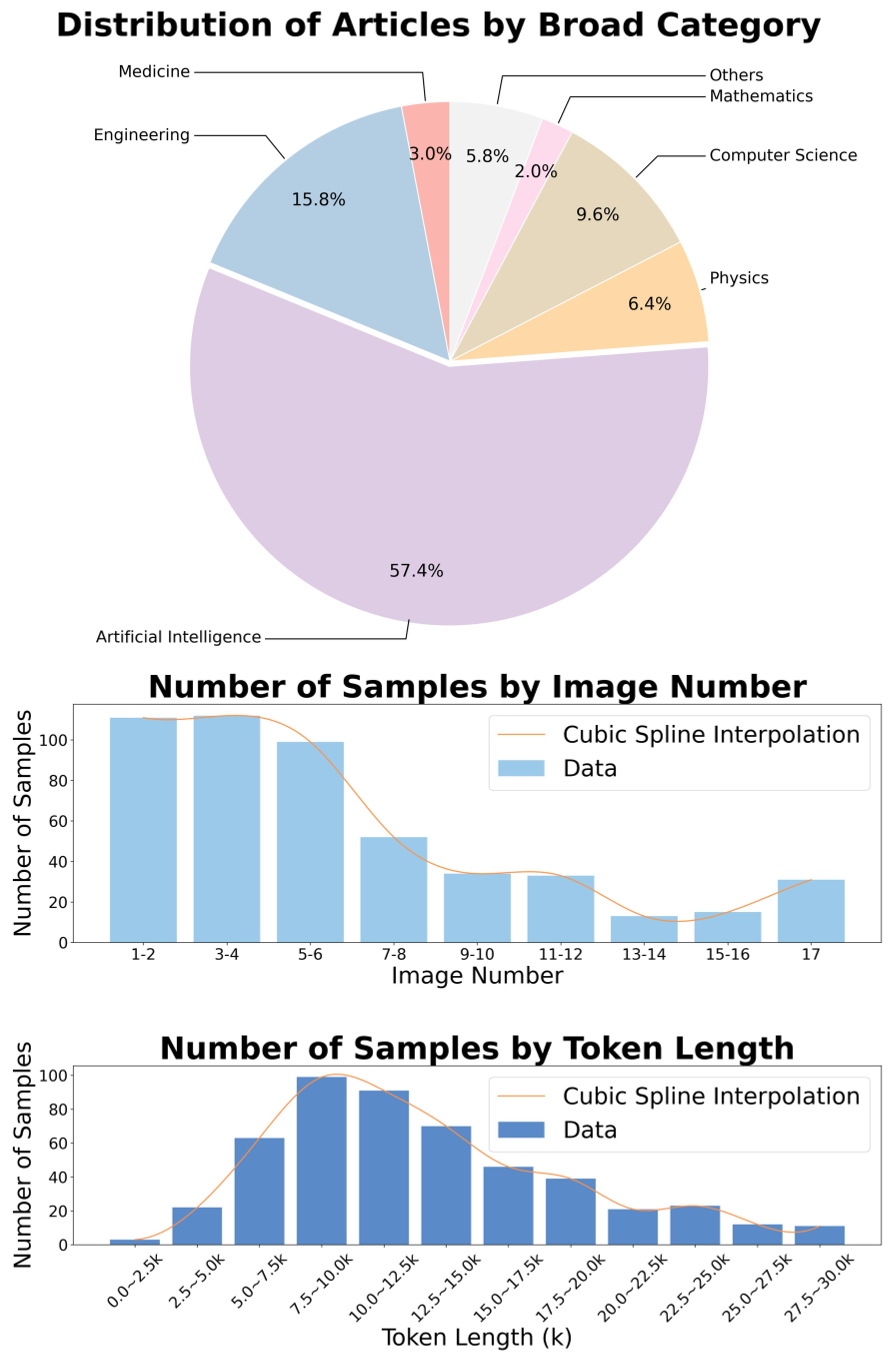 Distribution of Articles by Broad Category
Medicine
Others
Mathematics
Engineering
Computer Science
3.0%
5.8%
2.0%
15.8%
9.6%
Physics
6.4%
57.4%
Artificial Intelligence
Number of Samples by Image Number
Number of Samples
Cubic Spline Interpolation
Data
100
80
60
40
20
0
1-2 3-4 5-6 7-8 9-10 11-12 13-14 15-16 17
Image Number
Number of Samples by Token Length
Number of Samples
Cubic Spline Interpolation
Data
100
80
60
40
20
0
0.0~2.5k 2.5~5.0k 5.0~7.5k 7.5~10.0k 10.0~12.5k 12.5~15.0k 15.0~17.5k 17.5~20.0k 20.0~22.5k 22.5~25.0k 25.0~27.5k 27.5~30.0k
Token Length (k)